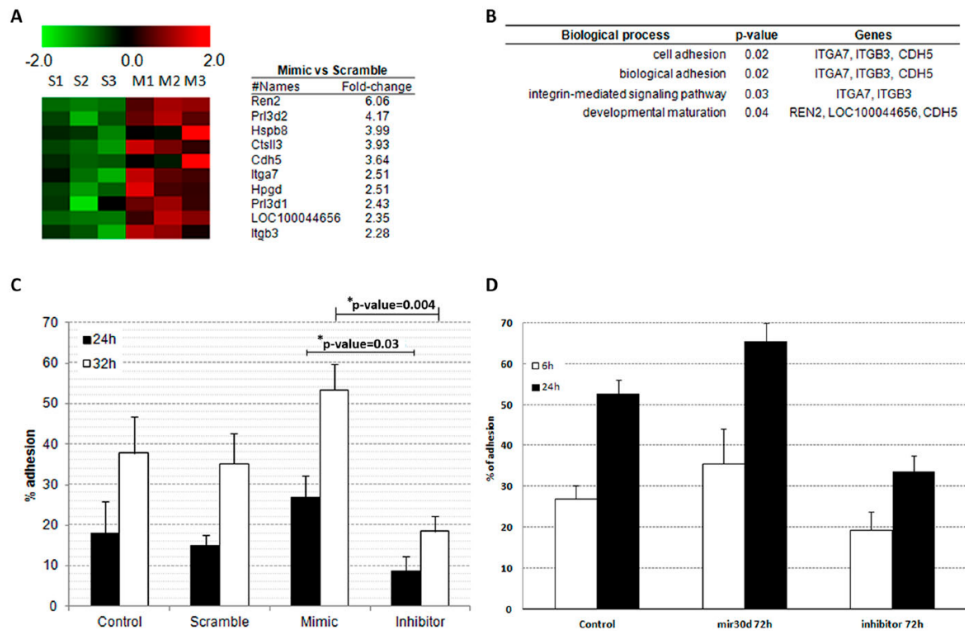 A
-2.0 0.0 2.0
S1 S2 S3 M1 M2 M3
Mimic vs Scramble
#Names Fold-change
Ren2 6.06
Prl3d2 4.17
Hspb8 3.99
Ctsll3 3.93
Cdh5 3.64
Itga7 2.51
Hpgd 2.51
Prl3d1 2.43
LOC100044656 2.35
Itgb3 2.28
B
Biological process p-value Genes
cell adhesion 0.02 ITGA7, ITGB3, CDH5
biological adhesion 0.02 ITGA7, ITGB3, CDH5
integrin-mediated signaling pathway 0.03 ITGA7, ITGB3
developmental maturation 0.04 REN2, LOC100044656, CDH5
C
*p-value=0.004
*p-value=0.03
24h
32h
% adhesion
70
60
50
40
30
20
10
0
Control Scramble Mimic Inhibitor
D
6h
24h
% of adhesion
70
60
50
40
30
20
10
0
Control mir30d 72h inhibitor 72h